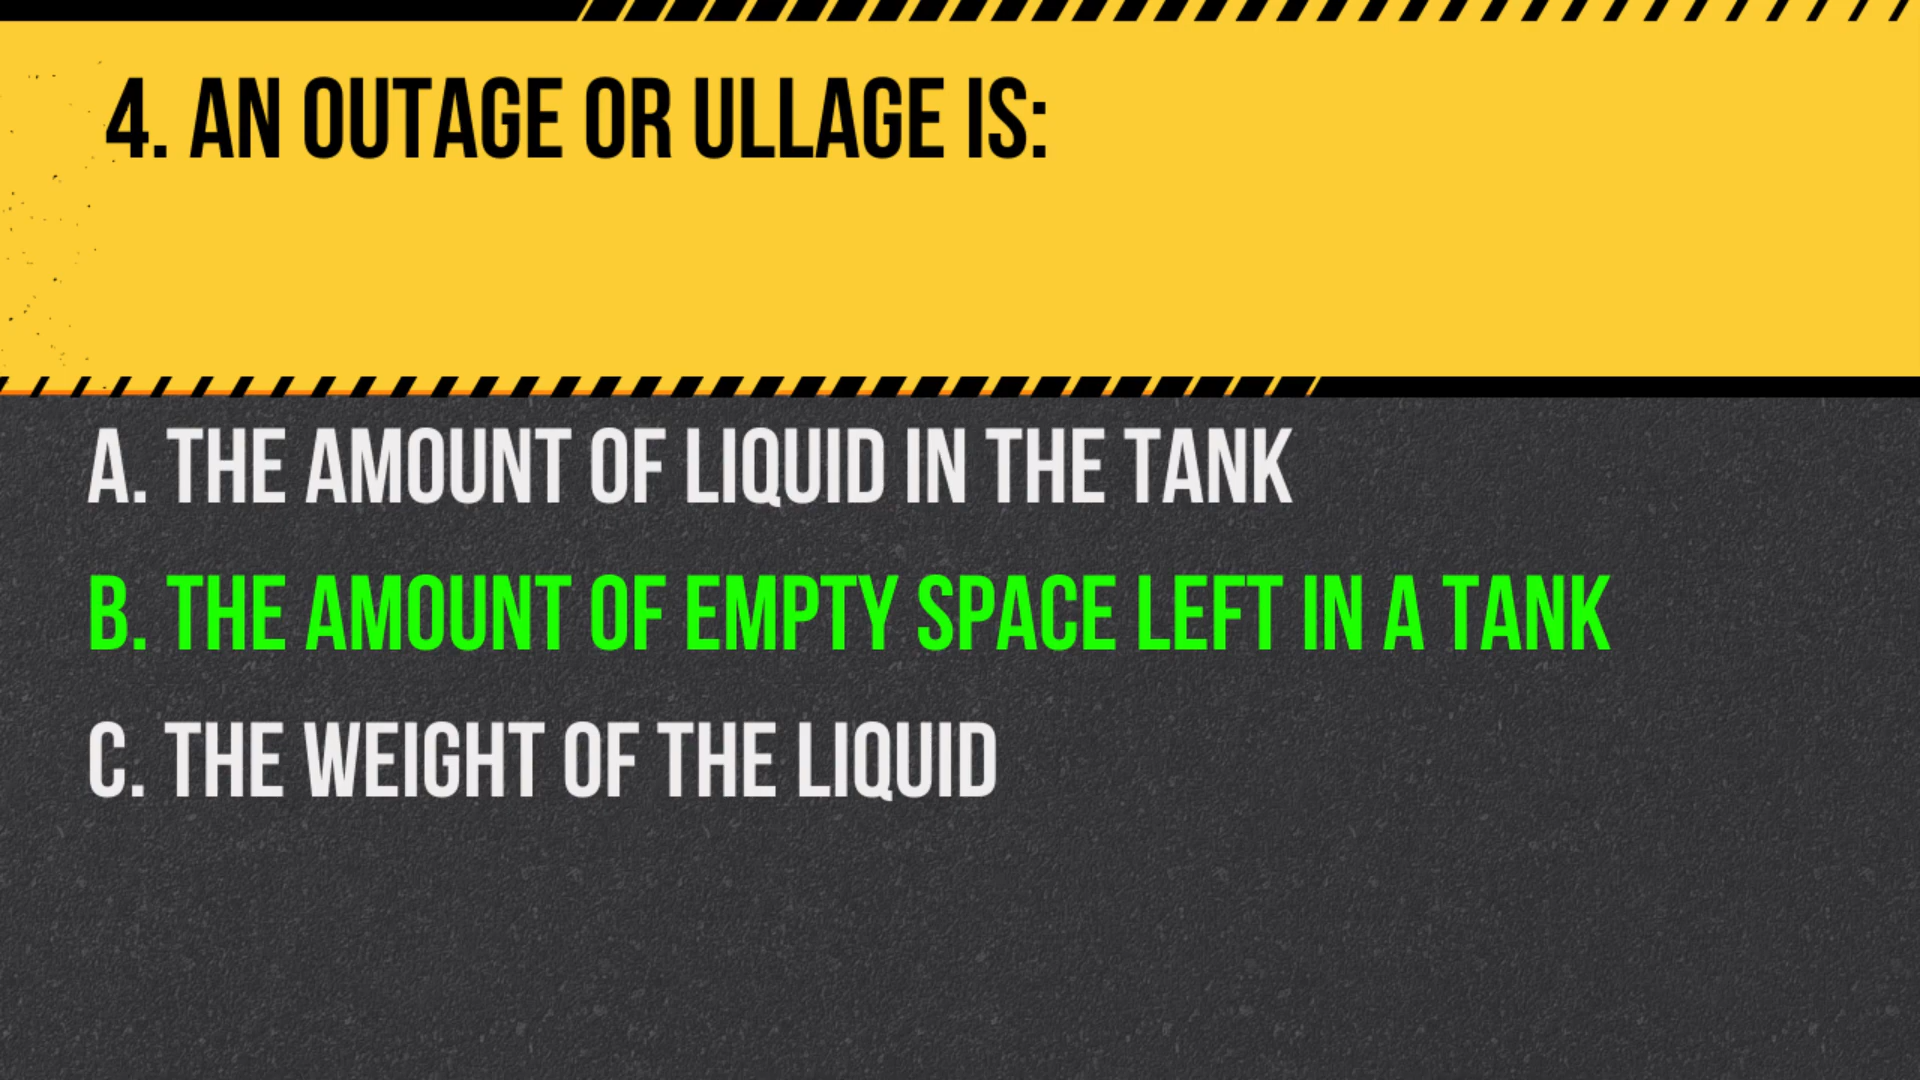 4. AN OUTAGE OR ULLAGE IS:
A. THE AMOUNT OF LIQUID IN THE TANK
B. THE AMOUNT OF EMPTY SPACE LEFT IN A TANK
C. THE WEIGHT OF THE LIQUID